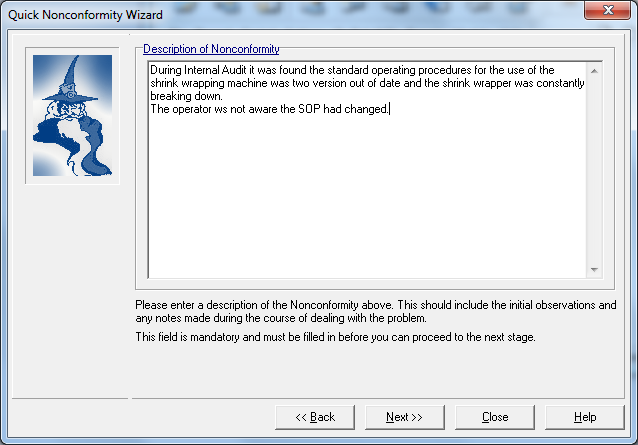 Quick Nonconformity Wizard
Description of Nonconformity
During Internal Audit it was found the standard operating procedures for the use of the
shrink wrapping machine was two version out of date and the shrink wrapper was constantly
breaking down.
The operator ws not aware the SOP had changed.
Please enter a description of the Nonconformity above. This should include the initial observations and
any notes made during the course of dealing with the problem.
This field is mandatory and must be filled in before you can proceed to the next stage.
<< Back Next >> Close Help